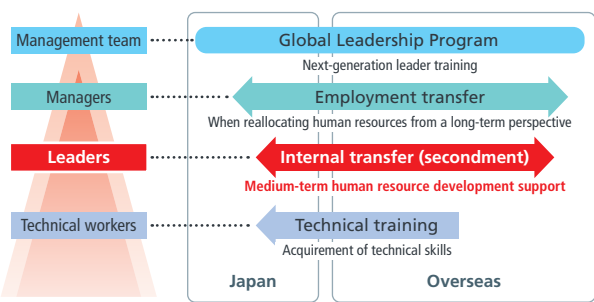 Management team
Global Leadership Program
Next-generation leader training
Managers
Employment transfer
When reallocating human resources from a long-term perspective
Leaders
Internal transfer (secondment)
Medium-term human resource development support
Technical workers
Technical training
Acquirement of technical skills
Japan
Overseas